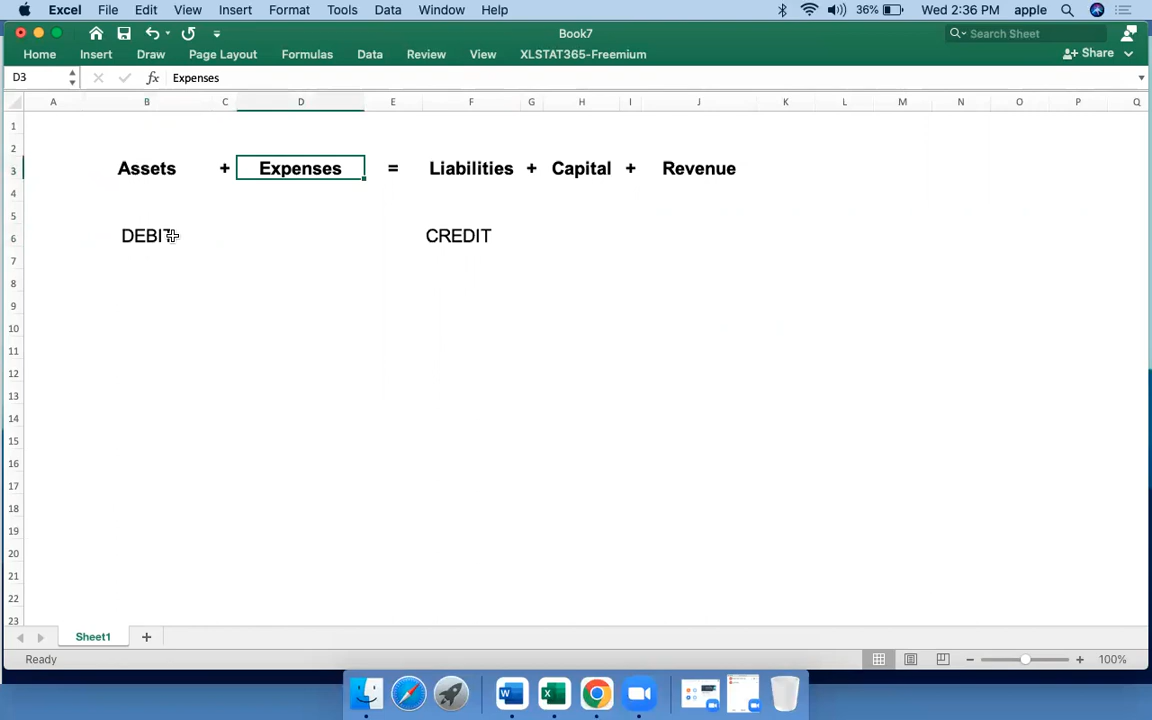 Excel File Edit View Insert Format Tools Data Window Help 36% Wed 2:36 PM apple
Book7 Search Sheet
Home Insert Draw Page Layout Formulas Data Review View XLSTAT365-Freemium Share
D3 fx Expenses
A B C D E F G H I J K L M N O P Q
1
2
3 Assets + Expenses = Liabilities + Capital + Revenue
4
5
6 DEBIT CREDIT
7
8
9
10
11
12
13
14
15
16
17
18
19
20
21
22
23
Sheet1 +
Ready 100%